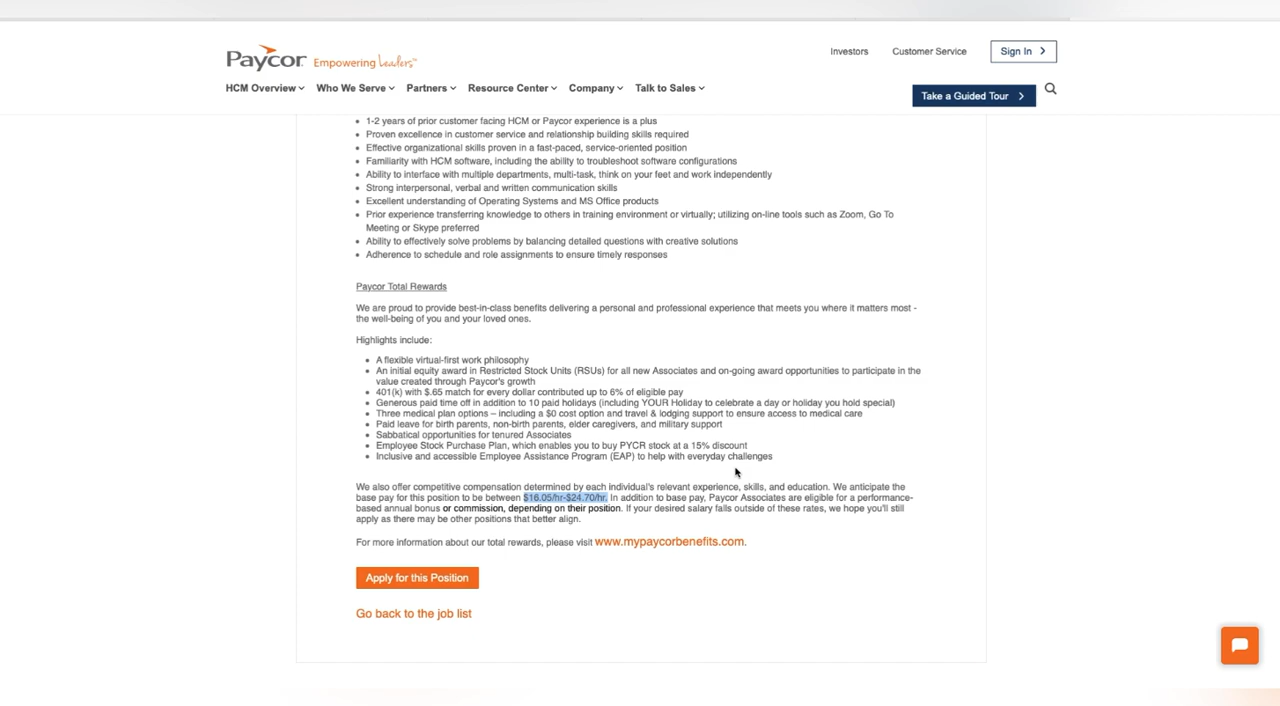 Paycor Empowering Leaders
Investors Customer Service Sign In
HCM Overview Who We Serve Partners Resource Center Company Talk to Sales
Take a Guided Tour
• 1-2 years of prior customer facing HCM or Paycor experience is a plus
• Proven excellence in customer service and relationship building skills required
• Effective organizational skills proven in a fast-paced, service-oriented position
• Familiarity with HCM software, including the ability to troubleshoot software configurations
• Ability to interface with multiple departments, multi-task, think on your feet and work independently
• Strong interpersonal, verbal and written communication skills
• Excellent understanding of Operating Systems and MS Office products
• Prior experience transferring knowledge to others in training environment or virtually; utilizing on-line tools such as Zoom, Go To
Meeting or Skype preferred
• Ability to effectively solve problems by balancing detailed questions with creative solutions
• Adherence to schedule and role assignments to ensure timely responses
Paycor Total Rewards
We are proud to provide best-in-class benefits delivering a personal and professional experience that meets you where it matters most -
the well-being of you and your loved ones.
Highlights include:
• A flexible virtual-first work philosophy
• An initial equity award in Restricted Stock Units (RSUs) for all new Associates and on-going award opportunities to participate in the
value created through Paycor's growth
• 401(k) with $.65 match for every dollar contributed up to 6% of eligible pay
• Generous paid time off in addition to 10 paid holidays (including YOUR Holiday to celebrate a day or holiday you hold special)
• Three medical plan options – including a $0 cost option and travel & lodging support to ensure access to medical care
• Paid leave for birth parents, non-birth parents, elder caregivers, and military support
• Sabbatical opportunities for tenured Associates
• Employee Stock Purchase Plan, which enables you to buy PYCR stock at a 15% discount
• Inclusive and accessible Employee Assistance Program (EAP) to help with everyday challenges
We also offer competitive compensation determined by each individual's relevant experience, skills, and education. We anticipate the
base pay for this position to be between $16.05/hr-$24.70/hr. In addition to base pay, Paycor Associates are eligible for a performance-
based annual bonus or commission, depending on their position. If your desired salary falls outside of these rates, we hope you'll still
apply as there may be other positions that better align.
For more information about our total rewards, please visit www.mypaycorbenefits.com.
Apply for this Position
Go back to the job list